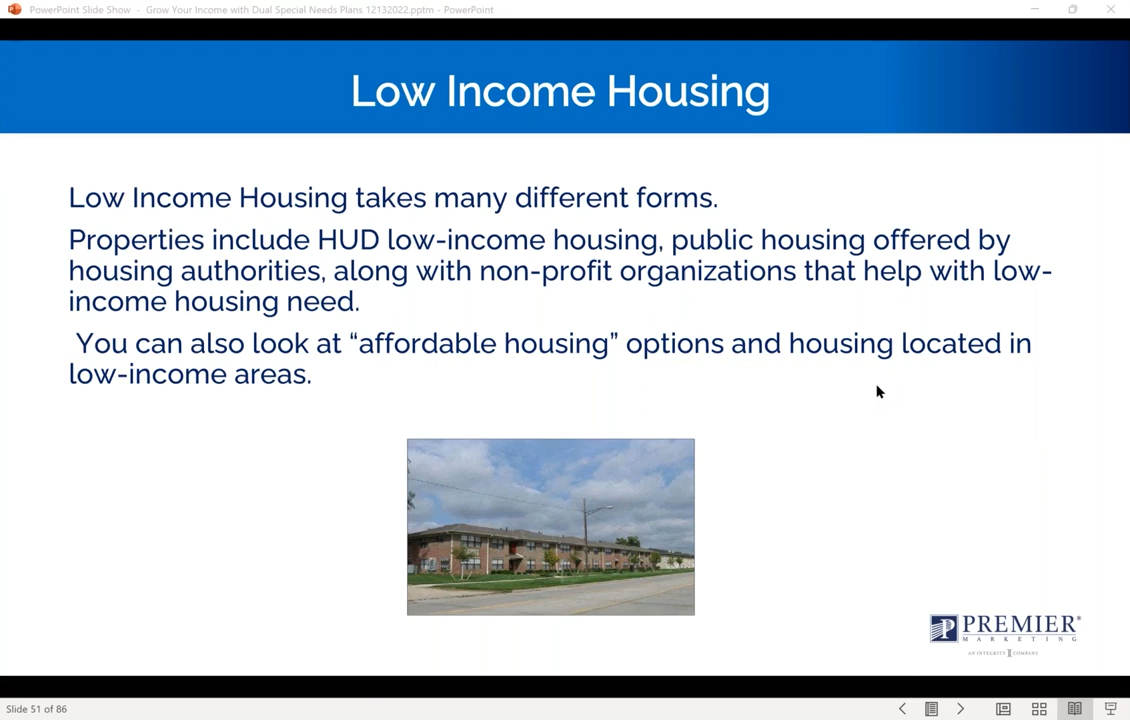 PowerPoint Slide Show - Grow Your Income with Dual Special Needs Plans 12132022.pptm - PowerPoint
Low Income Housing
Low Income Housing takes many different forms.
Properties include HUD low-income housing, public housing offered by
housing authorities, along with non-profit organizations that help with low-
income housing need.
You can also look at “affordable housing” options and housing located in
low-income areas.
PREMIER®
MARKETING
AN INTEGRITY COMPANY
Slide 51 of 86